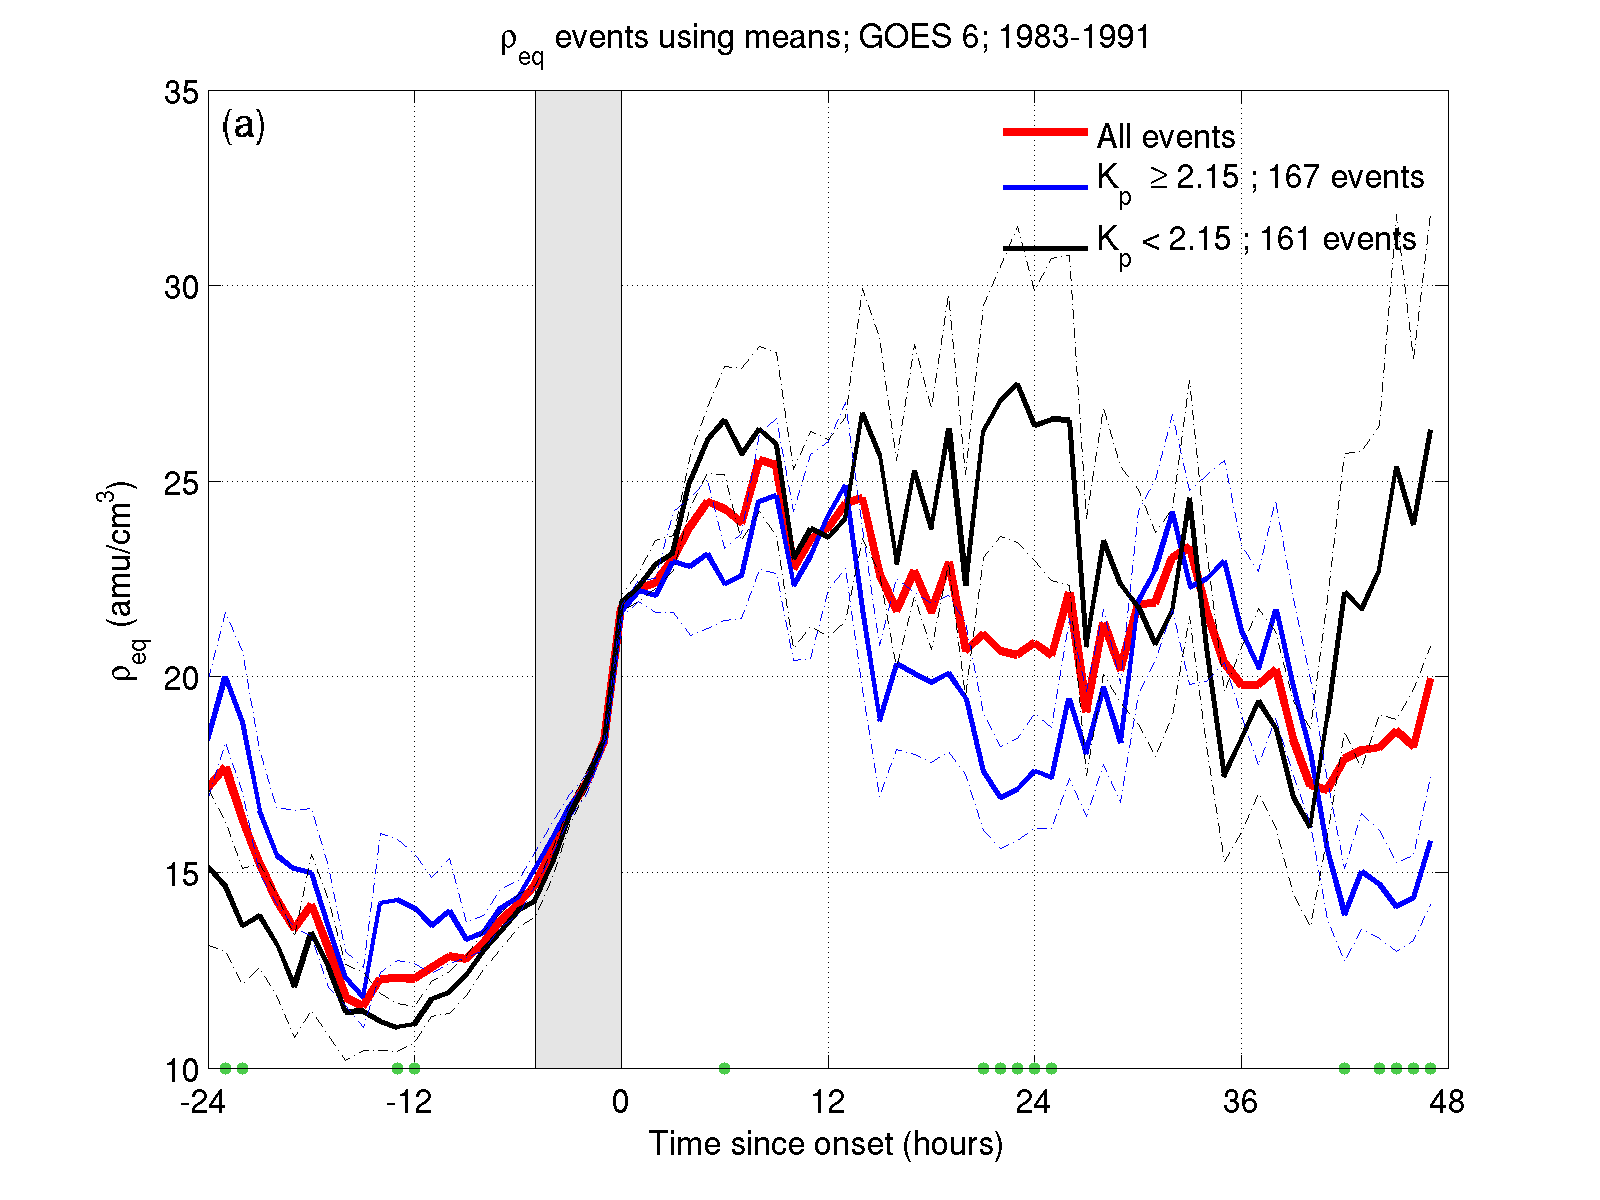 ρeq events using means; GOES 6; 1983-1991
(a)
All events
Kp ≥ 2.15 ; 167 events
Kp < 2.15 ; 161 events
35
30
25
20
15
10
ρeq (amu/cm³)
-24 -12 0 12 24 36 48
Time since onset (hours)